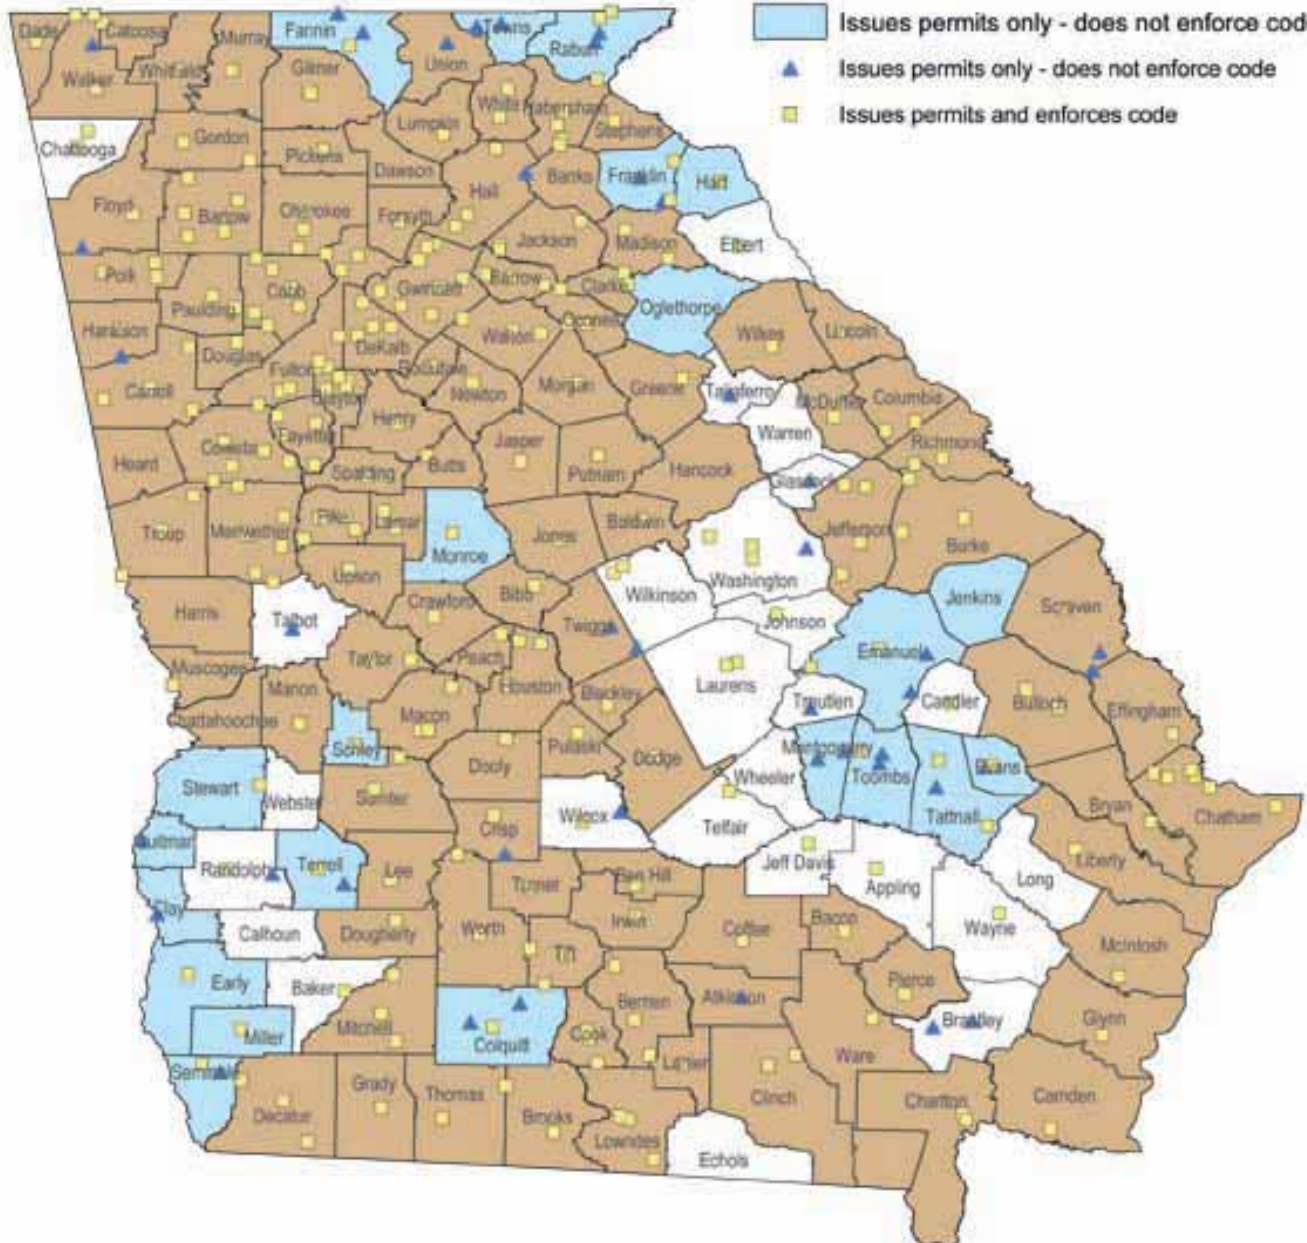 Issues permits only - does not enforce cod
Issues permits only - does not enforce code
Issues permits and enforces code
Dade
Catoosa
Murray
Fannin
Towns
Rabun
Walker
Whitfield
Gilmer
Union
White
Habersham
Stephens
Lumpkin
Chattooga
Gordon
Pickens
Dawson
Hall
Banks
Franklin
Hart
Floyd
Bartow
Cherokee
Forsyth
Jackson
Madison
Elbert
Polk
Paulding
Cobb
Gwinnett
Barrow
Clarke
Oglethorpe
Haralson
Douglas
Fulton
DeKalb
Rockdale
Walton
Oconee
Wilkes
Lincoln
Carroll
Clayton
Newton
Morgan
Greene
Taliaferro
McDuffie
Columbia
Coweta
Fayette
Henry
Jasper
Putnam
Hancock
Warren
Richmond
Heard
Spalding
Butts
Glascock
Troup
Meriwether
Pike
Lamar
Monroe
Jones
Baldwin
Washington
Jefferson
Burke
Harris
Talbot
Upson
Crawford
Bibb
Twiggs
Wilkinson
Johnson
Emanuel
Jenkins
Screven
Muscogee
Marion
Taylor
Peach
Houston
Bleckley
Laurens
Treutlen
Candler
Bulloch
Effingham
Chattahoochee
Schley
Macon
Dooly
Pulaski
Dodge
Wheeler
Montgomery
Toombs
Tattnall
Evans
Bryan
Chatham
Stewart
Webster
Sumter
Crisp
Wilcox
Telfair
Jeff Davis
Appling
Long
Liberty
Quitman
Randolph
Terrell
Lee
Turner
Ben Hill
Clay
Calhoun
Dougherty
Worth
Tift
Irwin
Coffee
Bacon
Wayne
McIntosh
Early
Baker
Mitchell
Colquitt
Cook
Berrien
Atkinson
Pierce
Brantley
Glynn
Miller
Seminole
Decatur
Grady
Thomas
Brooks
Lowndes
Lanier
Clinch
Ware
Charlton
Camden
Echols